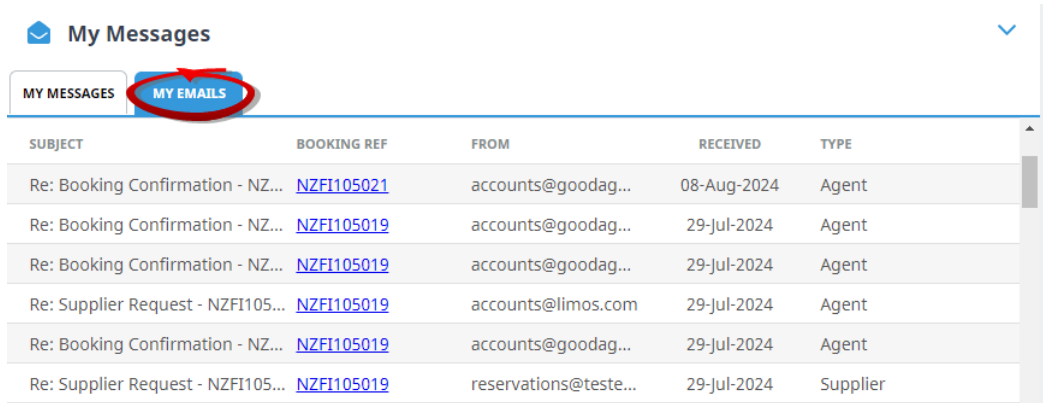 My Messages
MY MESSAGES MY EMAILS
SUBJECT BOOKING REF FROM RECEIVED TYPE
Re: Booking Confirmation - NZ... NZFI105021 accounts@goodag... 08-Aug-2024 Agent
Re: Booking Confirmation - NZ... NZFI105019 accounts@goodag... 29-Jul-2024 Agent
Re: Booking Confirmation - NZ... NZFI105019 accounts@goodag... 29-Jul-2024 Agent
Re: Supplier Request - NZFI105... NZFI105019 accounts@limos.com 29-Jul-2024 Agent
Re: Booking Confirmation - NZ... NZFI105019 accounts@goodag... 29-Jul-2024 Agent
Re: Supplier Request - NZFI105... NZFI105019 reservations@teste... 29-Jul-2024 Supplier